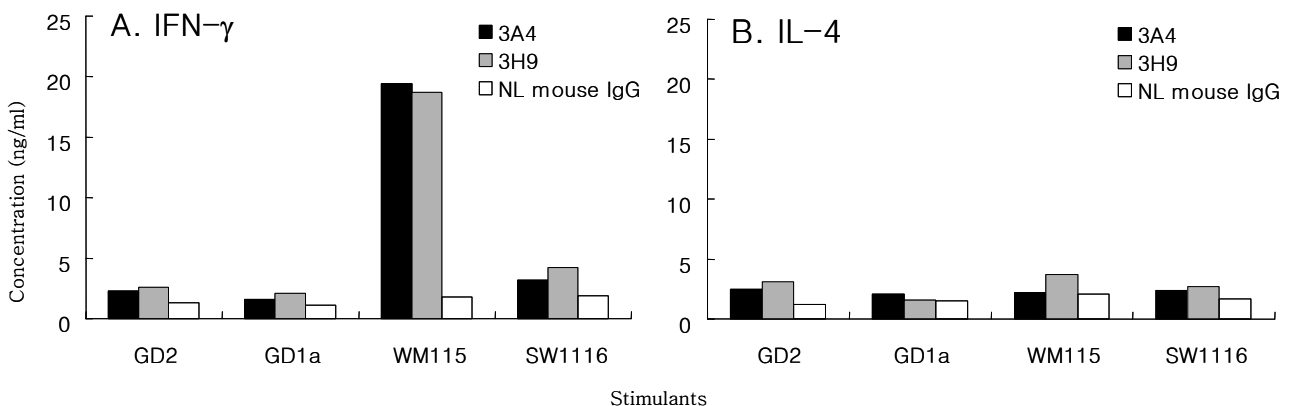 A. IFN-γ
3A4
3H9
NL mouse IgG
Concentration (ng/ml)
25
20
15
10
5
0
GD2 GD1a WM115 SW1116
B. IL-4
3A4
3H9
NL mouse IgG
25
20
15
10
5
0
GD2 GD1a WM115 SW1116
Stimulants